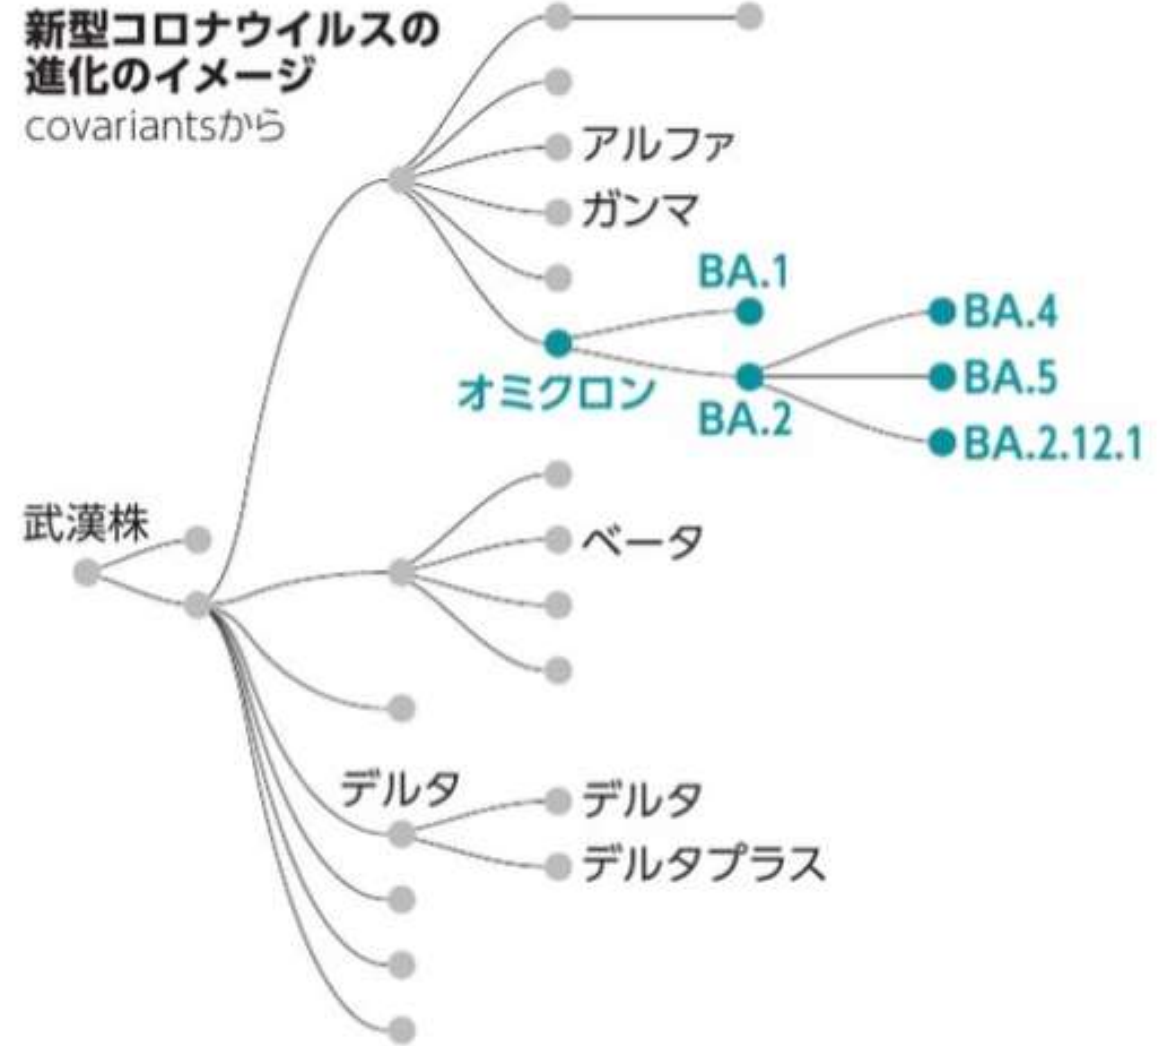 新型コロナウイルスの
進化のイメージ
covariantsから
アルファ
ガンマ
BA.1
BA.4
オミクロン
BA.5
BA.2
BA.2.12.1
武漢株
ベータ
デルタ
デルタ
デルタプラス